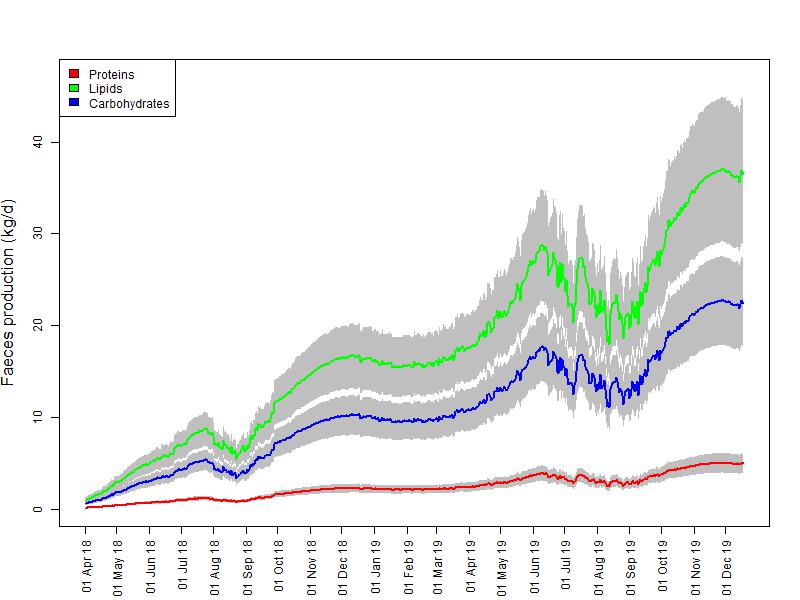 Proteins
Lipids
Carbohydrates
Faeces production (kg/d)
40
30
20
10
0
01 Apr 18
01 May 18
01 Jun 18
01 Jul 18
01 Aug 18
01 Sep 18
01 Oct 18
01 Nov 18
01 Dec 18
01 Jan 19
01 Feb 19
01 Mar 19
01 Apr 19
01 May 19
01 Jun 19
01 Jul 19
01 Aug 19
01 Sep 19
01 Oct 19
01 Nov 19
01 Dec 19